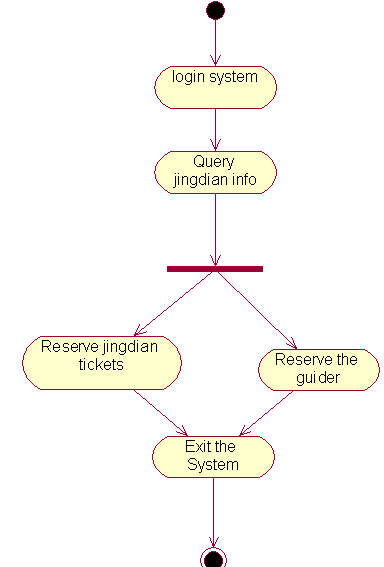 login system
Query
jingdian info
Reserve jingdian
tickets
Reserve the
guider
Exit the
System